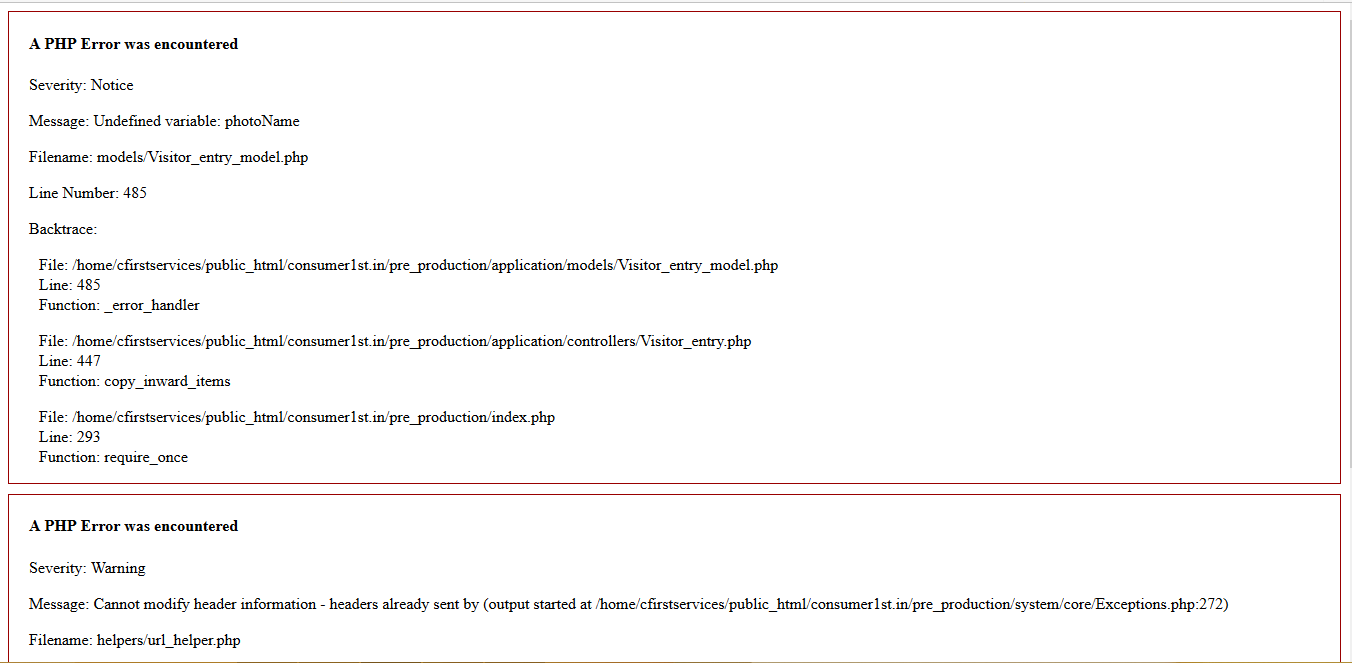 A PHP Error was encountered
Severity: Notice
Message: Undefined variable: photoName
Filename: models/Visitor_entry_model.php
Line Number: 485
Backtrace:
File: /home/cfirstservices/public_html/consumer1st.in/pre_production/application/models/Visitor_entry_model.php
Line: 485
Function: _error_handler
File: /home/cfirstservices/public_html/consumer1st.in/pre_production/application/controllers/Visitor_entry.php
Line: 447
Function: copy_inward_items
File: /home/cfirstservices/public_html/consumer1st.in/pre_production/index.php
Line: 293
Function: require_once
A PHP Error was encountered
Severity: Warning
Message: Cannot modify header information - headers already sent by (output started at /home/cfirstservices/public_html/consumer1st.in/pre_production/system/core/Exceptions.php:272)
Filename: helpers/url_helper.php